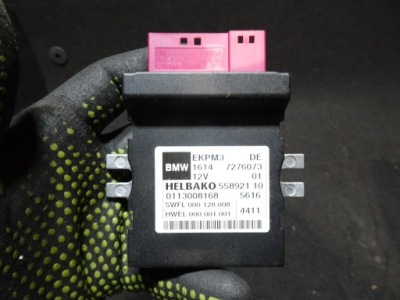 BMW
EKPM3 DE
1614 7276073
12V 01
HELBAKO 558921 10
0113008168 5616
SWFL 000.128.008
HWEL 000.001.001 4411